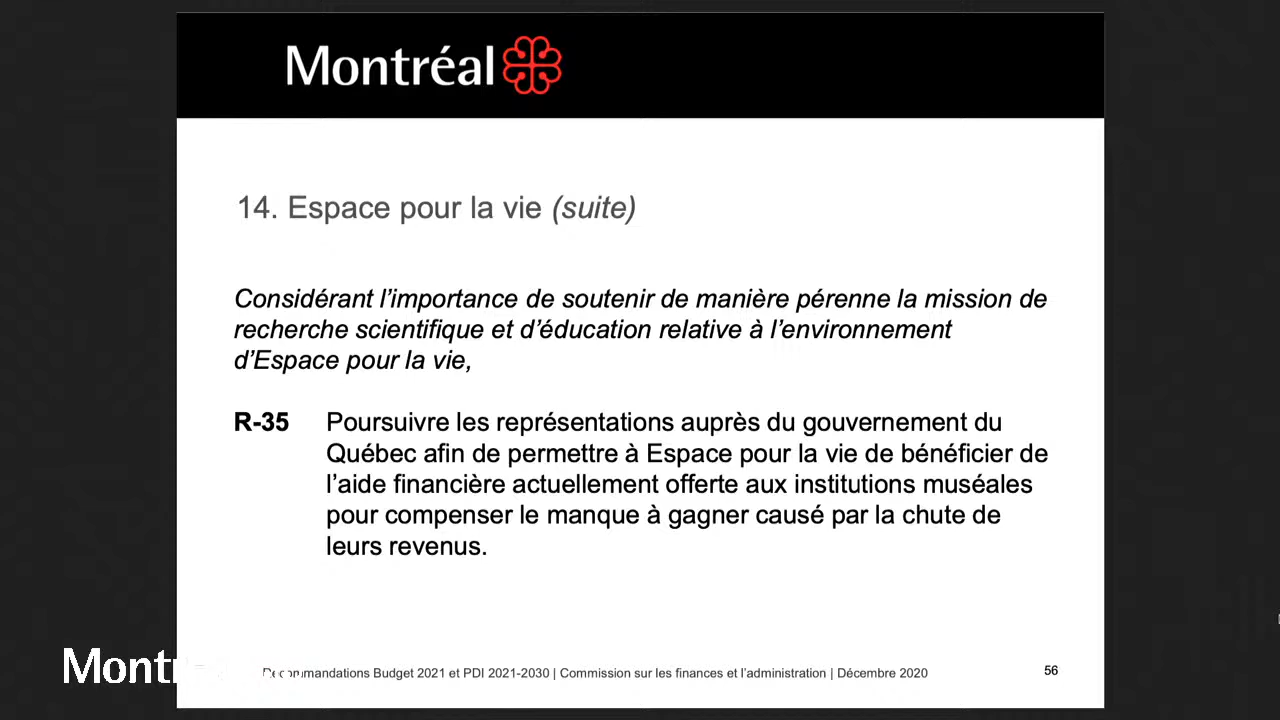 Montréal
14. Espace pour la vie (suite)
Considérant l’importance de soutenir de manière pérenne la mission de
recherche scientifique et d’éducation relative à l’environnement
d’Espace pour la vie,
R-35 Poursuivre les représentations auprès du gouvernement du
Québec afin de permettre à Espace pour la vie de bénéficier de
l’aide financière actuellement offerte aux institutions muséales
pour compenser le manque à gagner causé par la chute de
leurs revenus.
Recommandations Budget 2021 et PDI 2021-2030 | Commission sur les finances et l’administration | Décembre 2020
56
Montréal